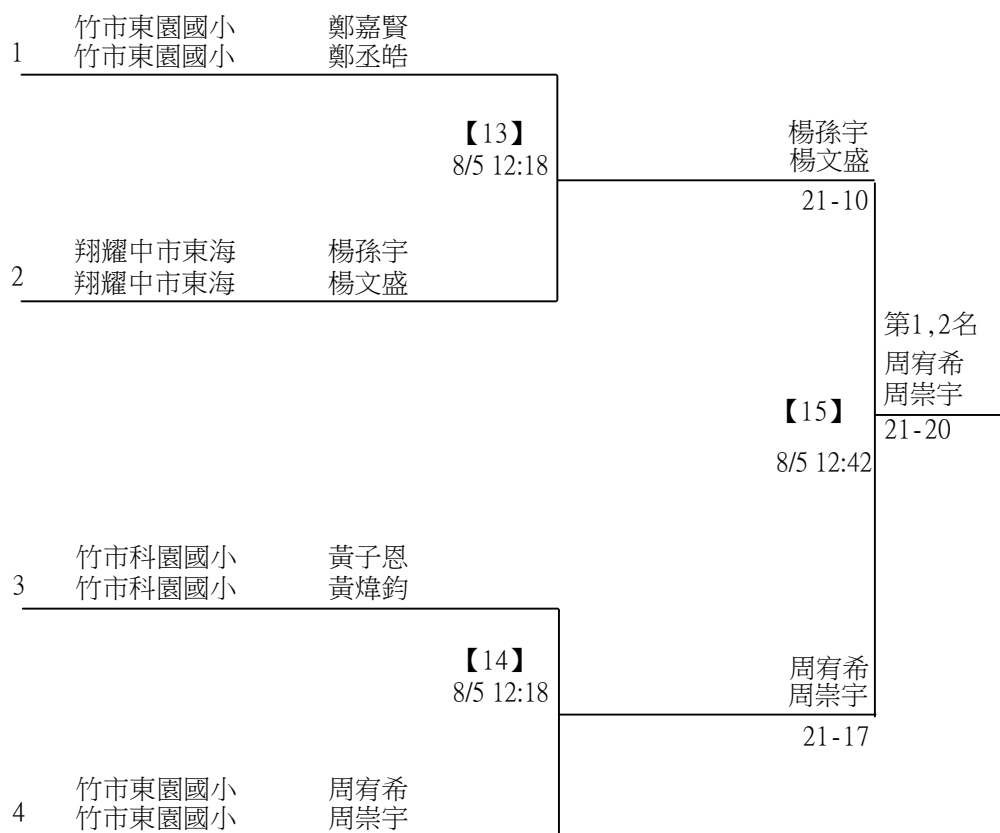 竹市東園國小 鄭嘉賢
1 竹市東園國小 鄭丞皓
【13】
8/5 12:18
楊孫宇
楊文盛
21-10
翔耀中市東海 楊孫宇
2 翔耀中市東海 楊文盛
第1,2名
周宥希
周崇宇
【15】
21-20
8/5 12:42
竹市科園國小 黃子恩
3 竹市科園國小 黃煒鈞
【14】
8/5 12:18
周宥希
周崇宇
21-17
竹市東園國小 周宥希
4 竹市東園國小 周崇宇